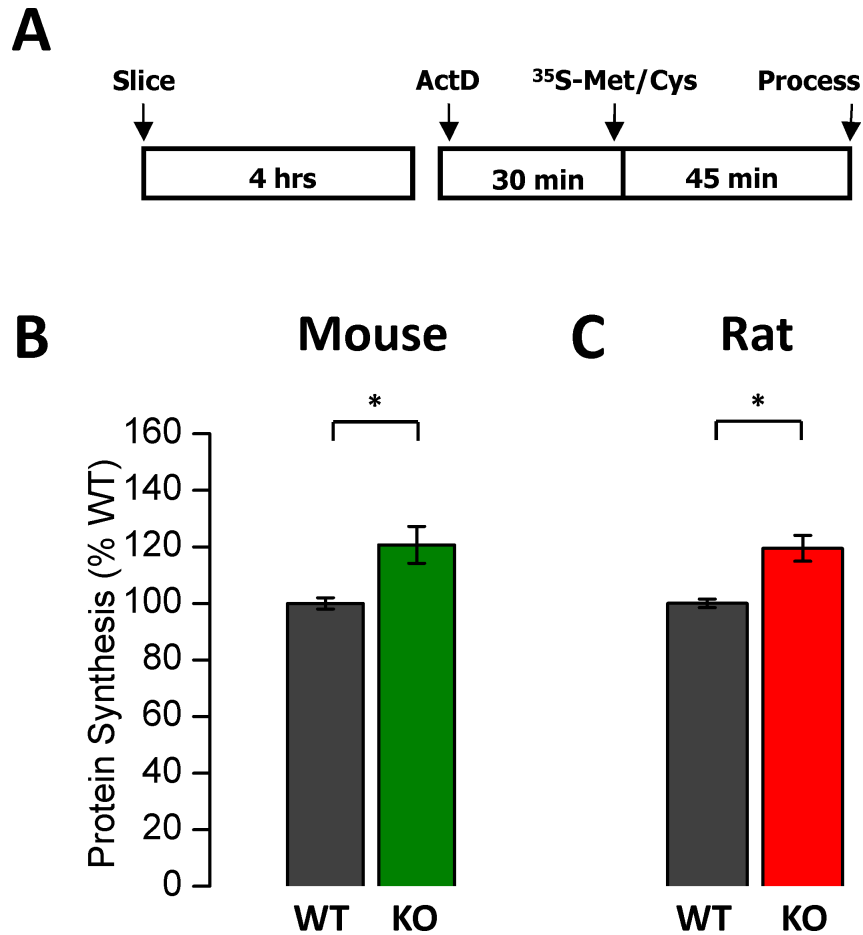 A
Slice ActD ³⁵S-Met/Cys Process
4 hrs 30 min 45 min
B Mouse C Rat
* *
Protein Synthesis (% WT)
160
140
120
100
80
60
40
20
0
WT KO WT KO